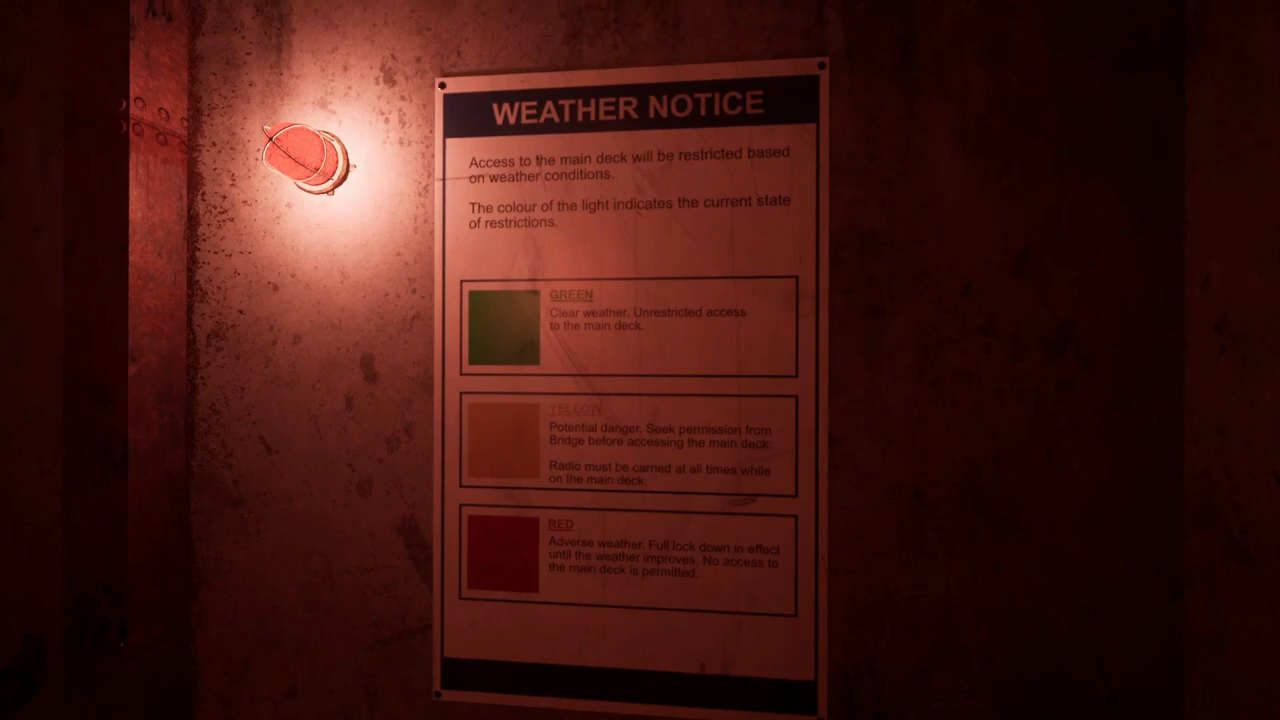 WEATHER NOTICE
Access to the main deck will be restricted based
on weather conditions.
The colour of the light indicates the current state
of restrictions.
GREEN
Clear weather. Unrestricted access
to the main deck.
YELLOW
Potential danger. Seek permission from
Bridge before accessing the main deck.
Radio must be carried at all times while
on the main deck.
RED
Adverse weather. Full lock down in effect
until the weather improves. No access to
the main deck is permitted.